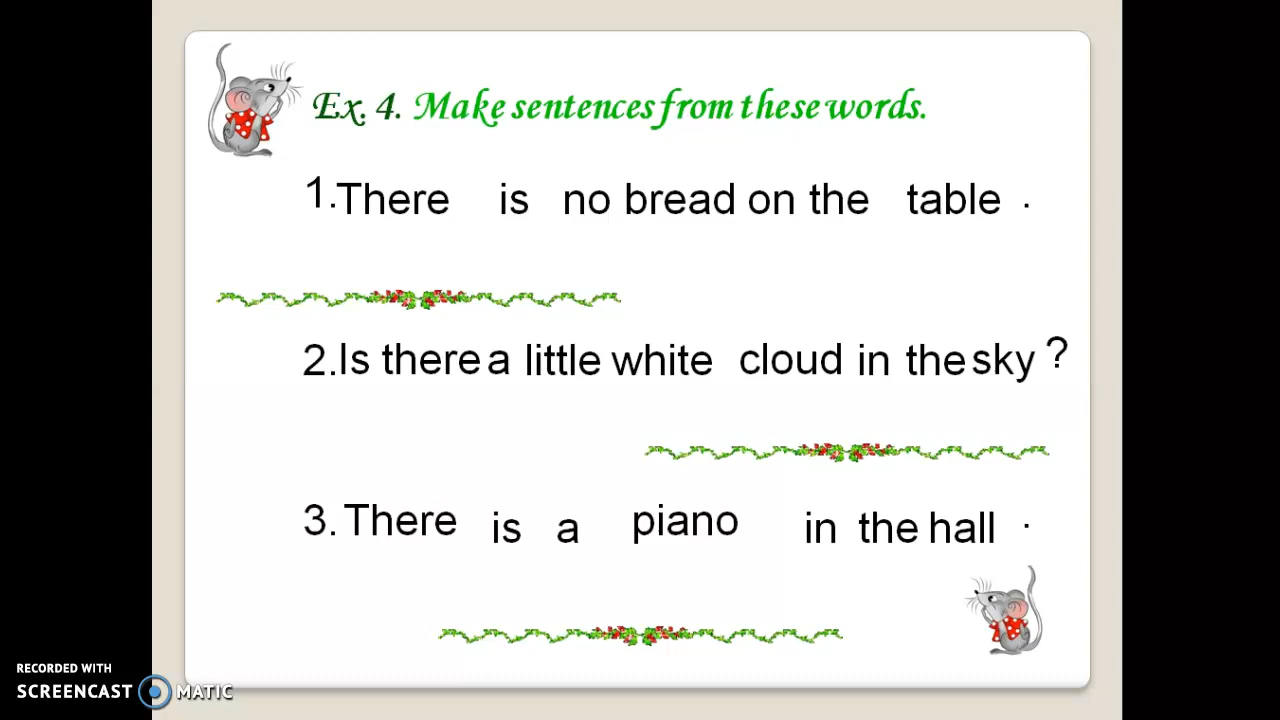 Ex. 4. Make sentences from these words.
1.There is no bread on the table .
2.Is there a little white cloud in the sky ?
3. There is a piano in the hall .
RECORDED WITH
SCREENCAST MATIC